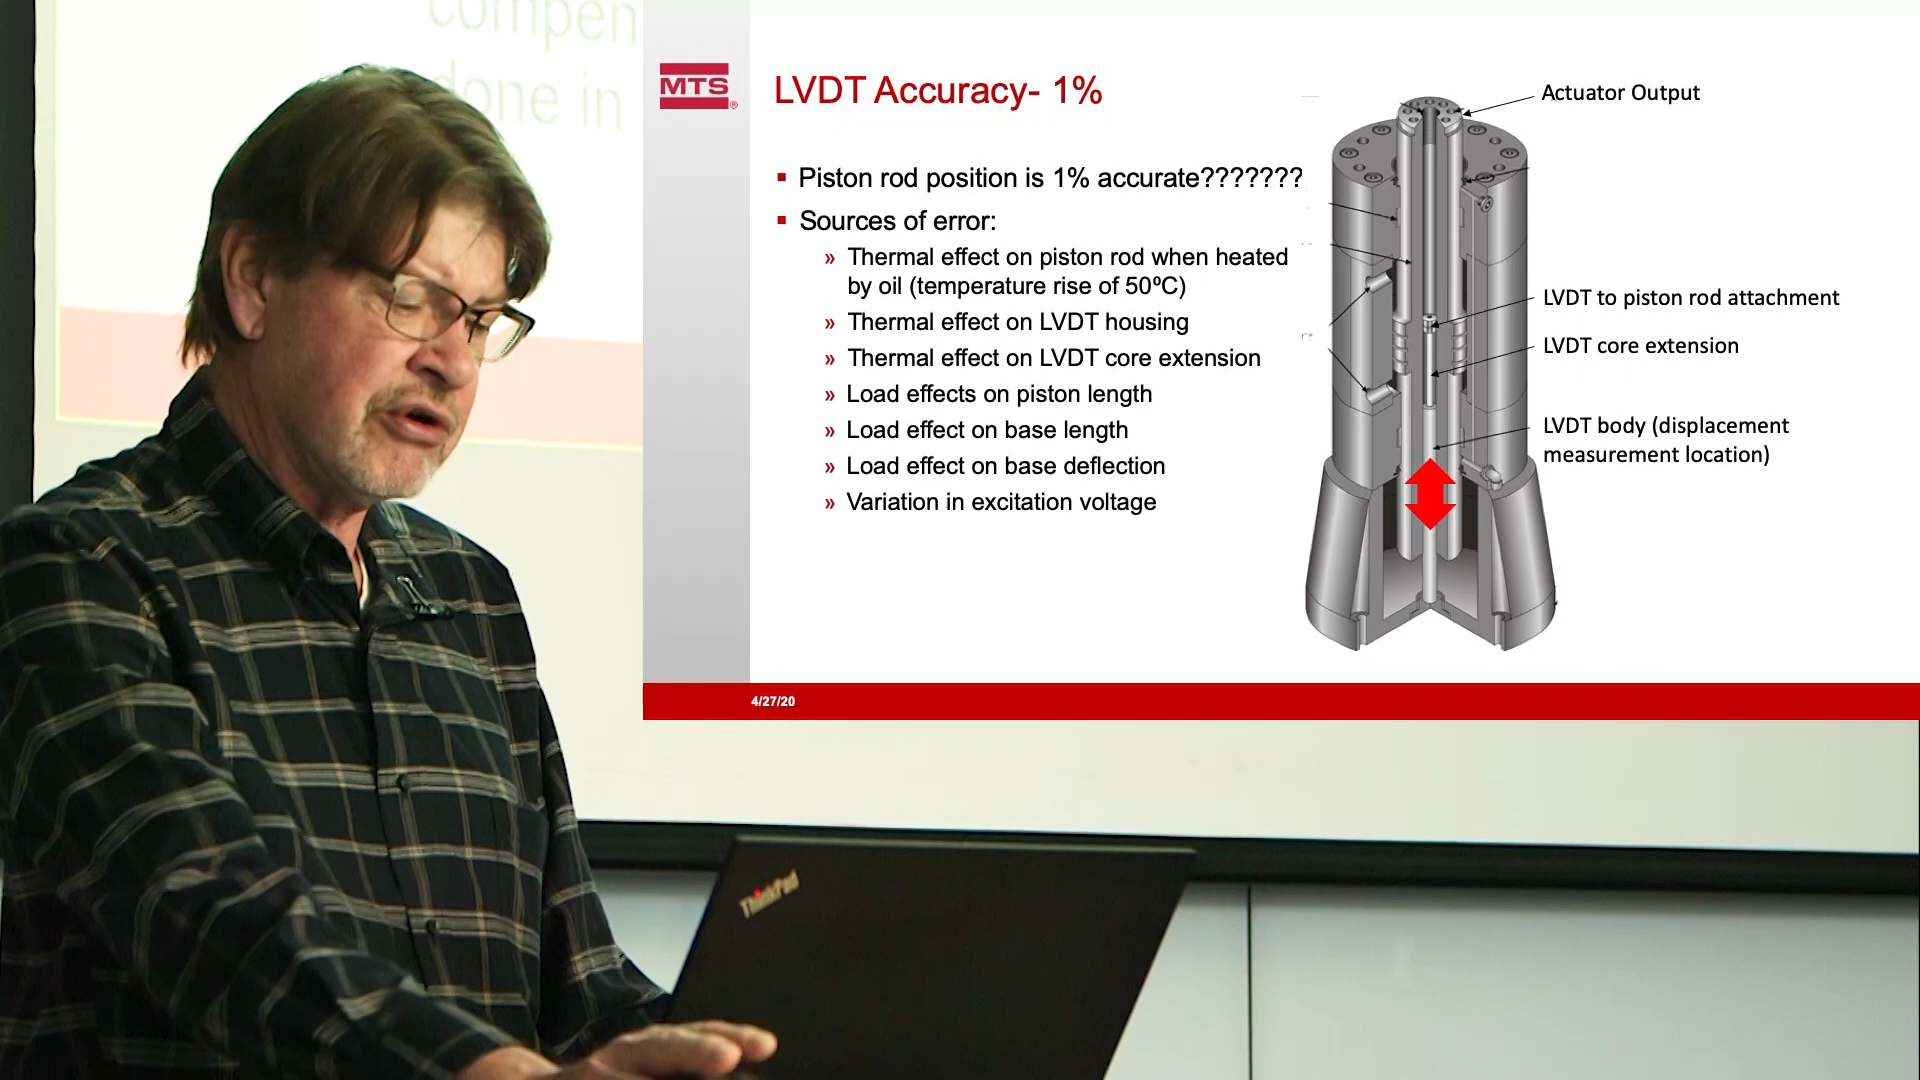 compen
done in
MTS®
LVDT Accuracy- 1%
▪ Piston rod position is 1% accurate???????
▪ Sources of error:
» Thermal effect on piston rod when heated
by oil (temperature rise of 50ºC)
» Thermal effect on LVDT housing
» Thermal effect on LVDT core extension
» Load effects on piston length
» Load effect on base length
» Load effect on base deflection
» Variation in excitation voltage
Actuator Output
LVDT to piston rod attachment
LVDT core extension
LVDT body (displacement
measurement location)
4/27/20
ThinkPad